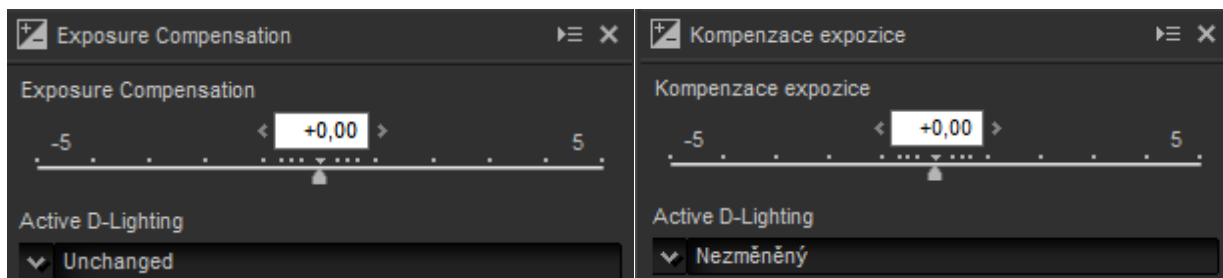 Exposure Compensation
Exposure Compensation
+0,00
-5 5
Active D-Lighting
Unchanged
Kompenzace expozice
Kompenzace expozice
+0,00
-5 5
Active D-Lighting
Nezměněný